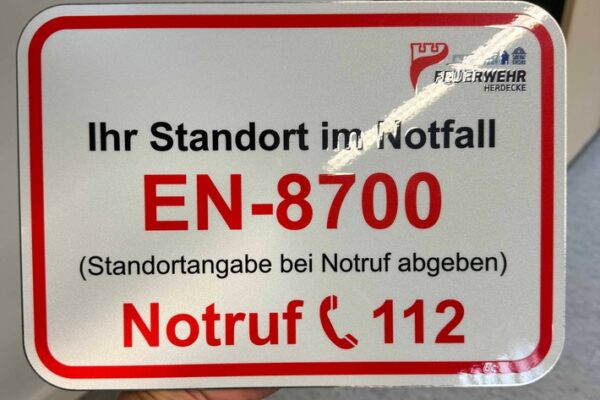 FEUERWEHR
HERDECKE
Ihr Standort im Notfall
EN-8700
(Standortangabe bei Notruf abgeben)
Notruf 112